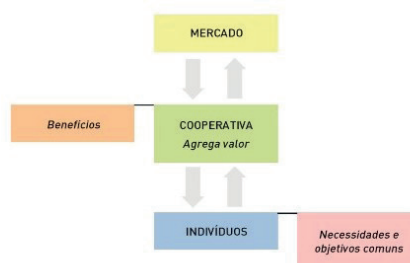 MERCADO
Benefícios
COOPERATIVA
Agrega valor
INDIVÍDUOS
Necessidades e
objetivos comuns